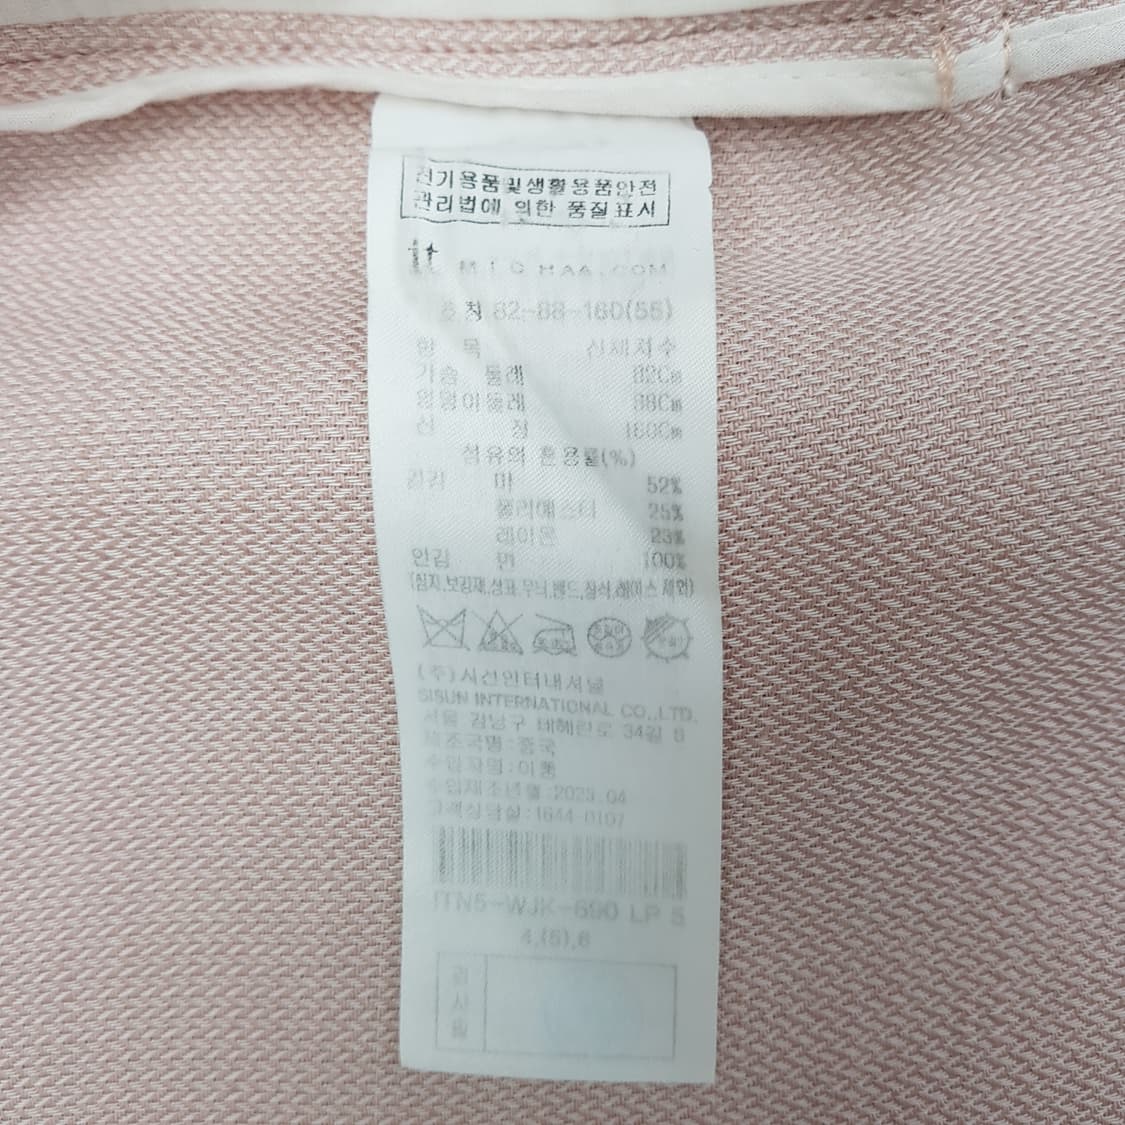 전기용품및생활용품안전
관리법에 의한 품질표시
it
MICHAA.COM
호칭 82-88-160(55)
항 목 신체치수
가슴 둘레 82Cm
엉덩이둘레 88Cm
신 장 160Cm
섬유의 혼용률(%)
겉감 마 52%
폴리에스터 25%
레이온 23%
안감 면 100%
(심지,보강재,상표,무늬,밴드,장식,레이스 제외)
(주)시선인터내셔널
SISUN INTERNATIONAL CO.,LTD.
서울 강남구 테헤란로 34길 6
제조국명:중국
수입자명:이통
수입제조년월:2023.04
고객상담실:1644-0107
ITN5-WJK-690 LP 5
4,(5),6
검
사
필